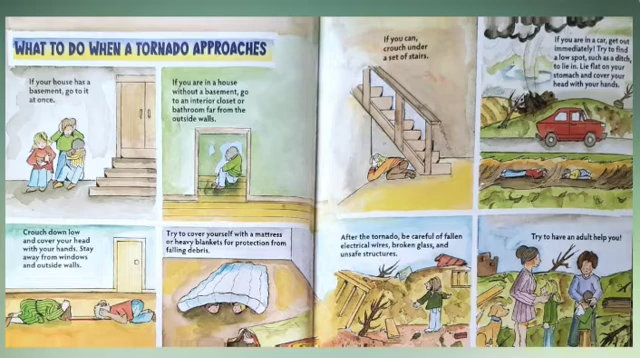 WHAT TO DO WHEN A TORNADO APPROACHES
If your house has a
basement, go to it
at once.
If you are in a house
without a basement, go
to an interior closet or
bathroom far from the
outside walls.
If you can,
crouch under
a set of stairs.
If you are in a car, get out
immediately! Try to find
a low spot, such as a ditch,
to lie in. Lie flat on your
stomach and cover your
head with your hands.
Crouch down low
and cover your head
with your hands. Stay
away from windows
and outside walls.
Try to cover yourself with a mattress
or heavy blankets for protection from
falling debris.
After the tornado, be careful of fallen
electrical wires, broken glass, and
unsafe structures.
Try to have an adult help you!